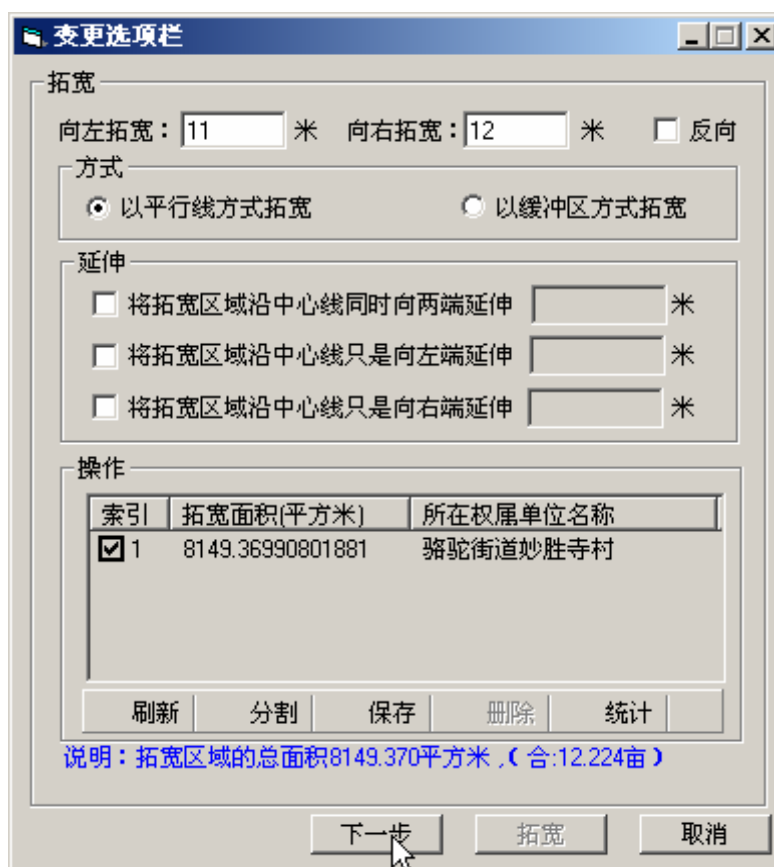 变更选项栏
拓宽
向左拓宽：11 米 向右拓宽：12 米 反向
方式
以平行线方式拓宽 以缓冲区方式拓宽
延伸
将拓宽区域沿中心线同时向两端延伸 米
将拓宽区域沿中心线只是向左端延伸 米
将拓宽区域沿中心线只是向右端延伸 米
操作
索引 拓宽面积(平方米) 所在权属单位名称
1 8149.36990801881 骆驼街道妙胜寺村
刷新 分割 保存 删除 统计
说明：拓宽区域的总面积8149.370平方米，(合:12.224亩)
下一步 拓宽 取消